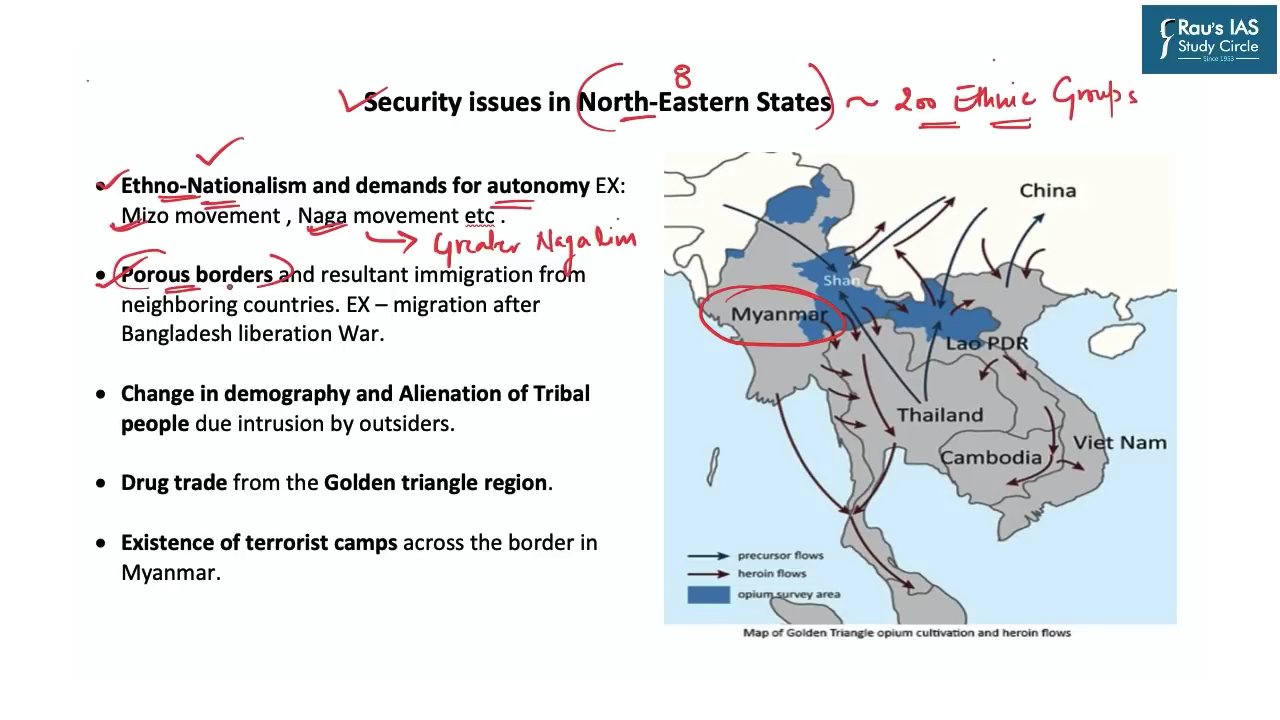 Rau's IAS
Study Circle
Since 1953
8
Security issues in North-Eastern States ~ 200 Ethnic Groups
• Ethno-Nationalism and demands for autonomy EX:
Mizo movement , Naga movement etc .
→ Greater Nagalim
• Porous borders and resultant immigration from
neighboring countries. EX – migration after
Bangladesh liberation War.
• Change in demography and Alienation of Tribal
people due intrusion by outsiders.
• Drug trade from the Golden triangle region.
• Existence of terrorist camps across the border in
Myanmar.
China
Shan
Myanmar
Lao PDR
Thailand
Viet Nam
Cambodia
precursor flows
heroin flows
opium survey area
Map of Golden Triangle opium cultivation and heroin flows